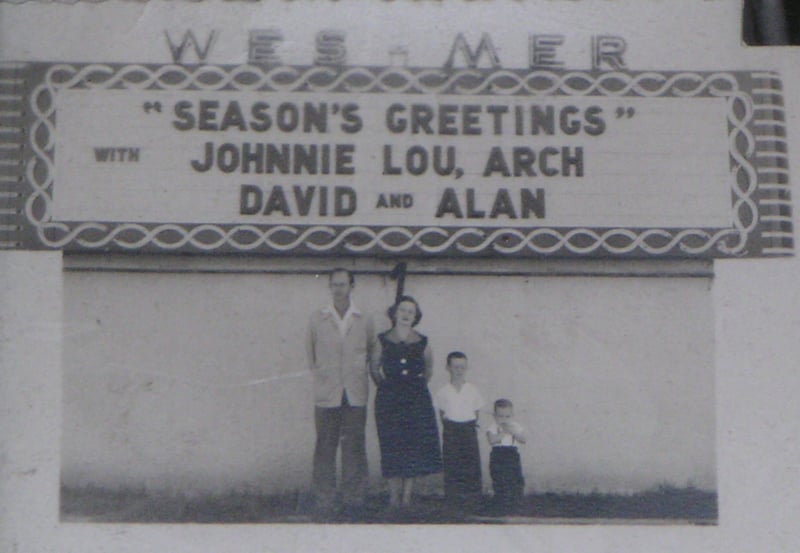 WES-MER
"SEASON'S GREETINGS"
WITH JOHNNIE LOU, ARCH
DAVID AND ALAN